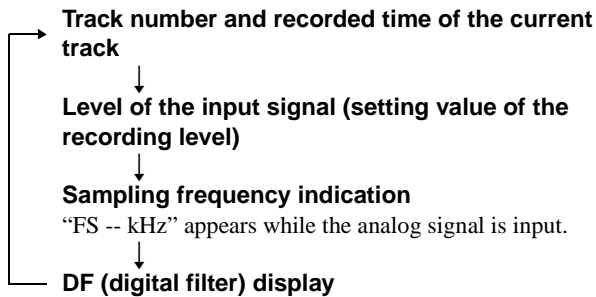 Track number and recorded time of the current
track
Level of the input signal (setting value of the
recording level)
Sampling frequency indication
“FS -- kHz” appears while the analog signal is input.
DF (digital filter) display